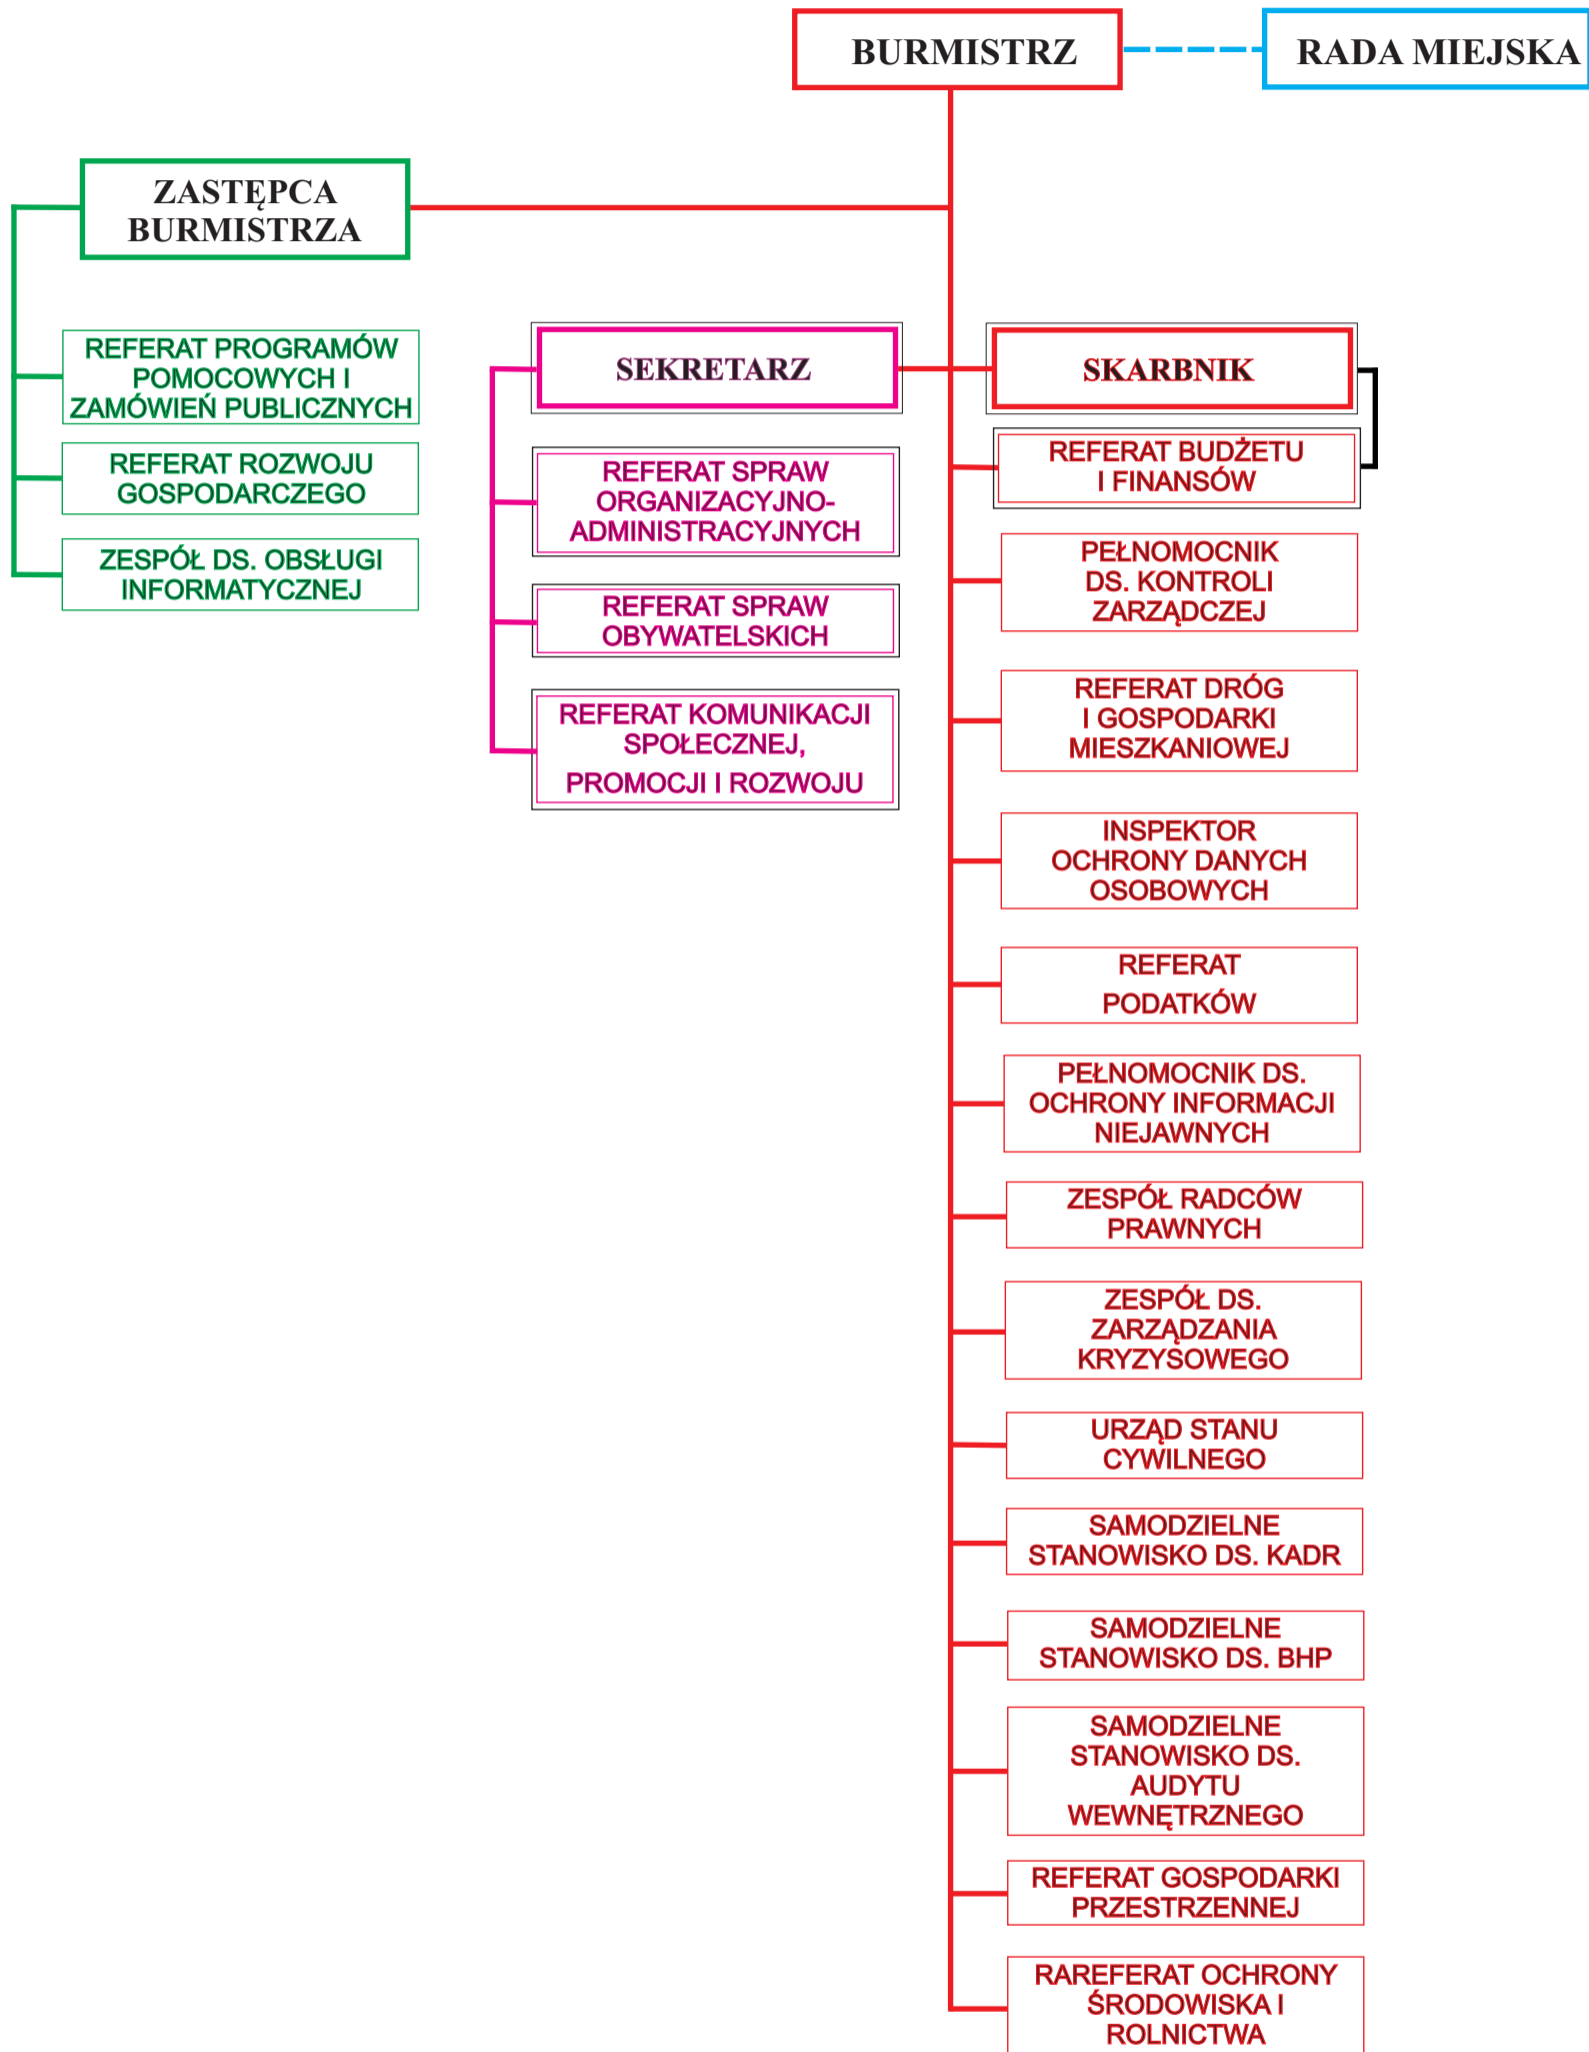 BURMISTRZ
RADA MIEJSKA
ZASTĘPCA
BURMISTRZA
REFERAT PROGRAMÓW
POMOCOWYCH I
ZAMÓWIEŃ PUBLICZNYCH
REFERAT ROZWOJU
GOSPODARCZEGO
ZESPÓŁ DS. OBSŁUGI
INFORMATYCZNEJ
SEKRETARZ
REFERAT SPRAW
ORGANIZACYJNO-
ADMINISTRACYJNYCH
REFERAT SPRAW
OBYWATELSKICH
REFERAT KOMUNIKACJI
SPOŁECZNEJ,
PROMOCJI I ROZWOJU
SKARBNIK
REFERAT BUDŻETU
I FINANSÓW
PEŁNOMOCNIK
DS. KONTROLI
ZARZĄDCZEJ
REFERAT DRÓG
I GOSPODARKI
MIESZKANIOWEJ
INSPEKTOR
OCHRONY DANYCH
OSOBOWYCH
REFERAT
PODATKÓW
PEŁNOMOCNIK DS.
OCHRONY INFORMACJI
NIEJAWNYCH
ZESPÓŁ RADCÓW
PRAWNYCH
ZESPÓŁ DS.
ZARZĄDZANIA
KRYZYSOWEGO
URZĄD STANU
CYWILNEGO
SAMODZIELNE
STANOWISKO DS. KADR
SAMODZIELNE
STANOWISKO DS. BHP
SAMODZIELNE
STANOWISKO DS.
AUDYTU
WEWNĘTRZNEGO
REFERAT GOSPODARKI
PRZESTRZENNEJ
RAREFERAT OCHRONY
ŚRODOWISKA I
ROLNICTWA